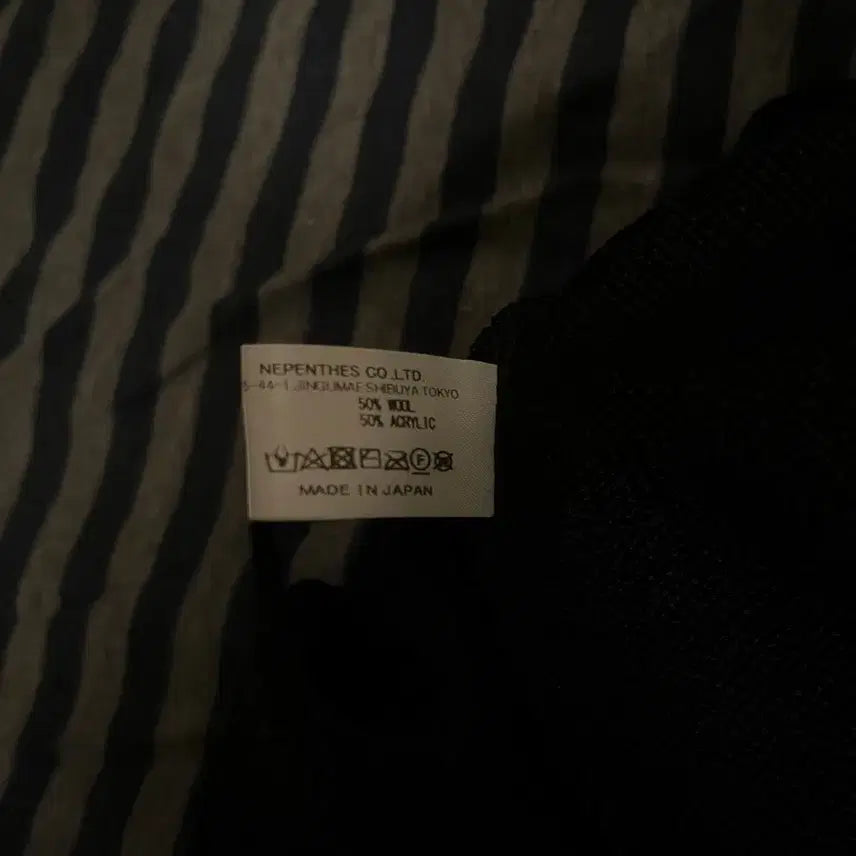 NEPENTHES CO.,LTD.
5-44-1 JINGUMAE SHIBUYA TOKYO
50% WOOL
50% ACRYLIC
F
MADE IN JAPAN